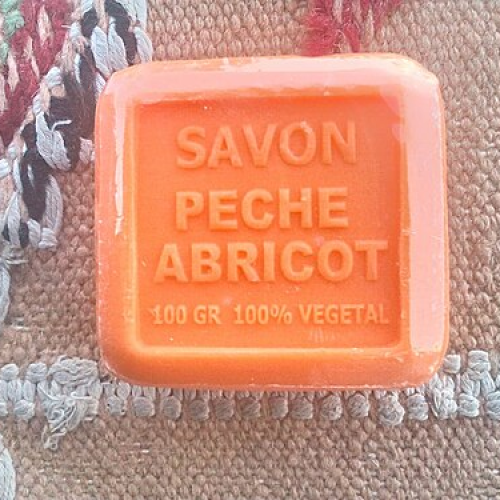 SAVON
PECHE
ABRICOT
100 GR 100% VEGETAL